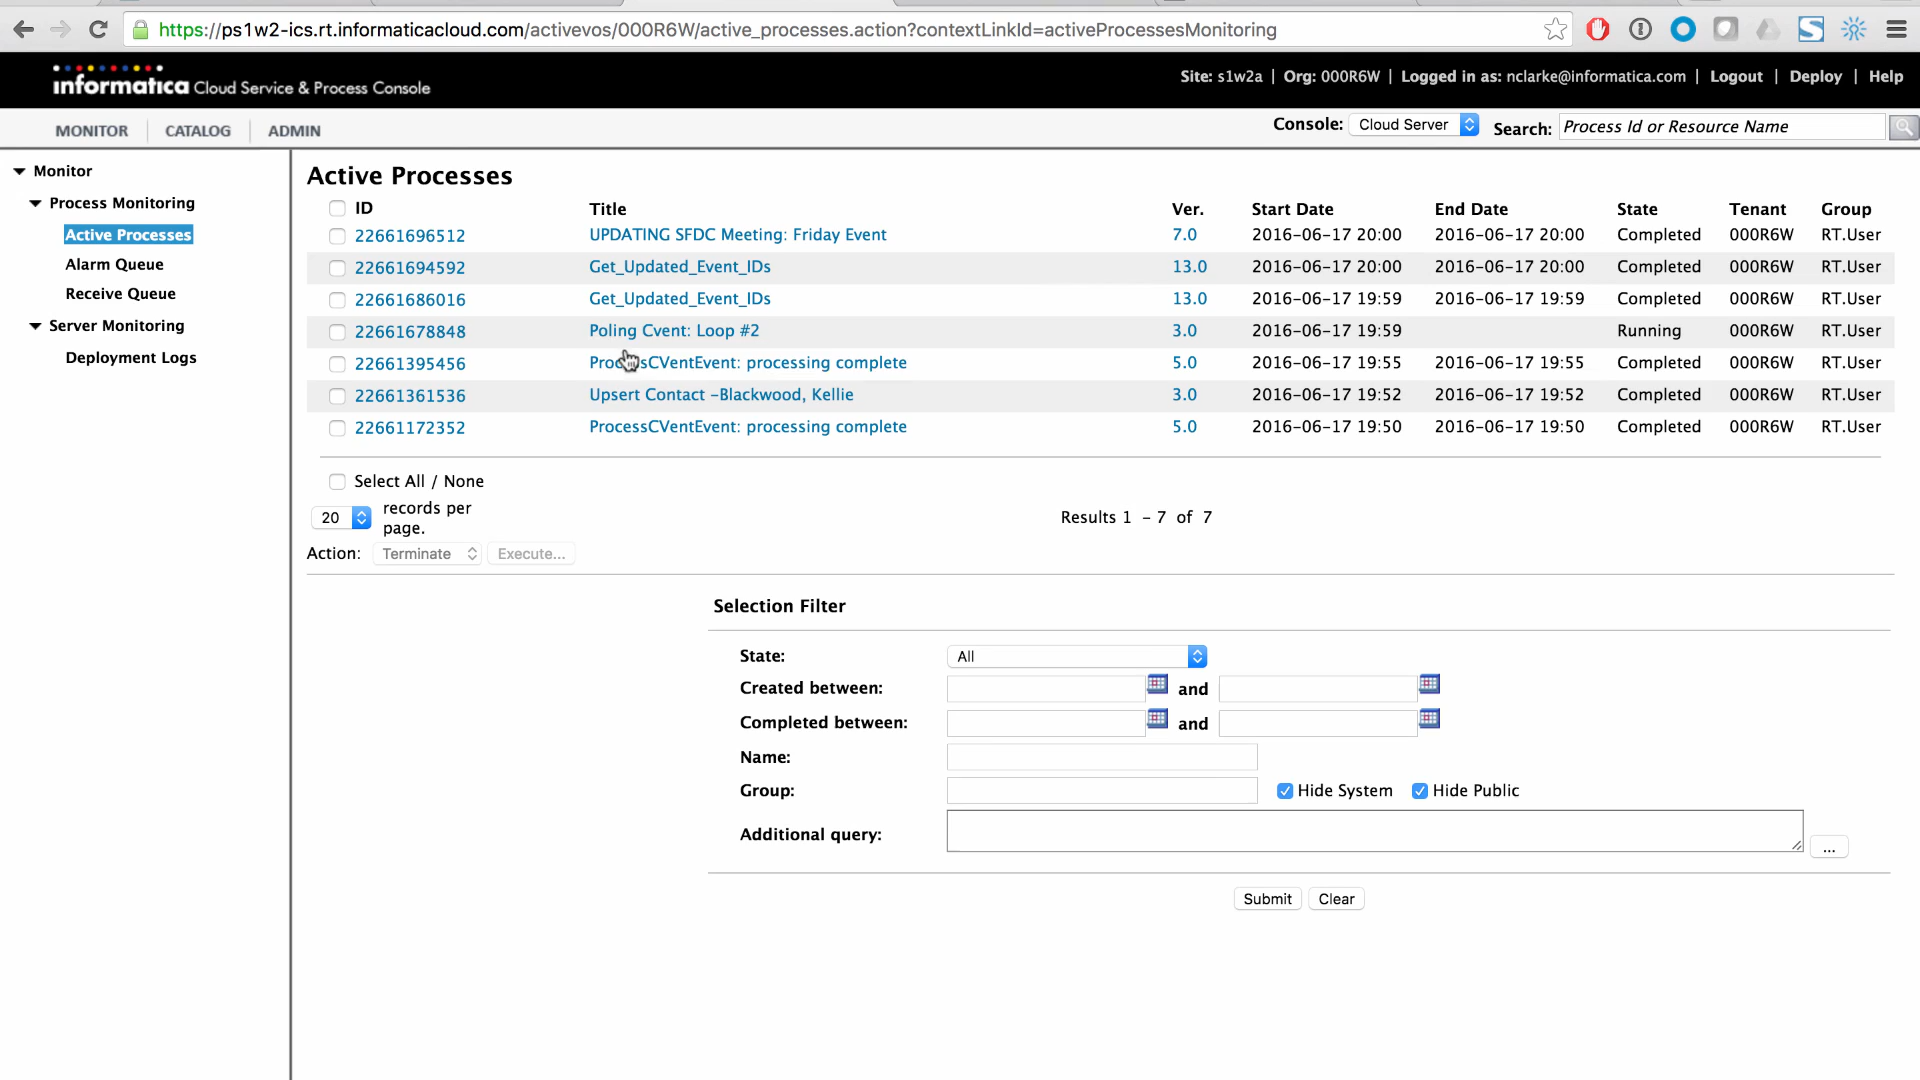 https://ps1w2-ics.rt.informaticacloud.com/activevos/000R6W/active_processes.action?contextLinkId=activeProcessesMonitoring
informatica Cloud Service & Process Console
Site: s1w2a | Org: 000R6W | Logged in as: nclarke@informatica.com | Logout | Deploy | Help
MONITOR CATALOG ADMIN
Console: Cloud Server Search: Process Id or Resource Name
Monitor
Process Monitoring
Active Processes
Alarm Queue
Receive Queue
Server Monitoring
Deployment Logs
Active Processes
ID Title Ver. Start Date End Date State Tenant Group
22661696512 UPDATING SFDC Meeting: Friday Event 7.0 2016-06-17 20:00 2016-06-17 20:00 Completed 000R6W RT.User
22661694592 Get_Updated_Event_IDs 13.0 2016-06-17 20:00 2016-06-17 20:00 Completed 000R6W RT.User
22661686016 Get_Updated_Event_IDs 13.0 2016-06-17 19:59 2016-06-17 19:59 Completed 000R6W RT.User
22661678848 Poling Cvent: Loop #2 3.0 2016-06-17 19:59 Running 000R6W RT.User
22661395456 ProcessCVentEvent: processing complete 5.0 2016-06-17 19:55 2016-06-17 19:55 Completed 000R6W RT.User
22661361536 Upsert Contact -Blackwood, Kellie 3.0 2016-06-17 19:52 2016-06-17 19:52 Completed 000R6W RT.User
22661172352 ProcessCVentEvent: processing complete 5.0 2016-06-17 19:50 2016-06-17 19:50 Completed 000R6W RT.User
Select All / None
20 records per page.
Results 1 - 7 of 7
Action: Terminate Execute...
Selection Filter
State: All
Created between: and
Completed between: and
Name:
Group: Hide System Hide Public
Additional query: ...
Submit Clear